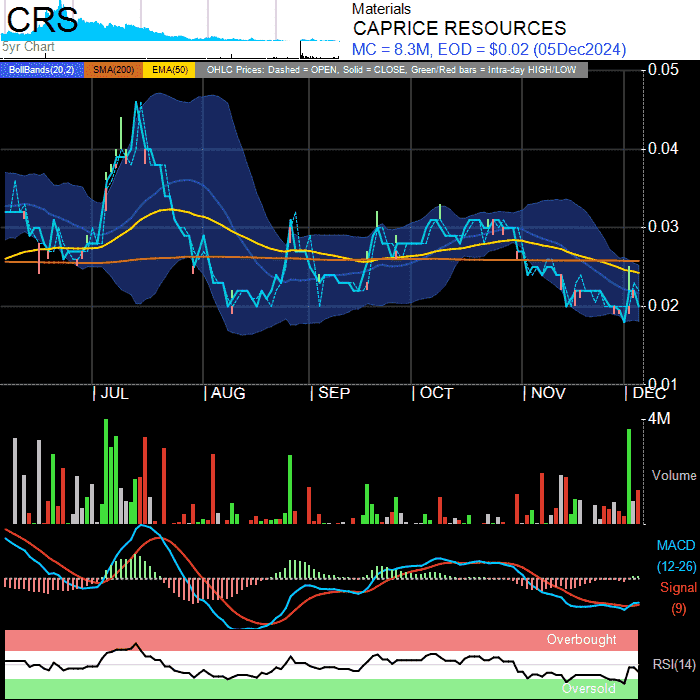 CRS
5yr Chart
Materials
CAPRICE RESOURCES
MC = 8.3M, EOD = $0.02 (05Dec2024)
BollBands(20,2) SMA(200) EMA(50) OHLC Prices: Dashed = OPEN, Solid = CLOSE, Green/Red bars = Intra-day HIGH/LOW
0.05
0.04
0.03
0.02
0.01
JUL AUG SEP OCT NOV DEC
4M
Volume
MACD
(12-26)
Signal
(9)
Overbought
RSI(14)
Oversold